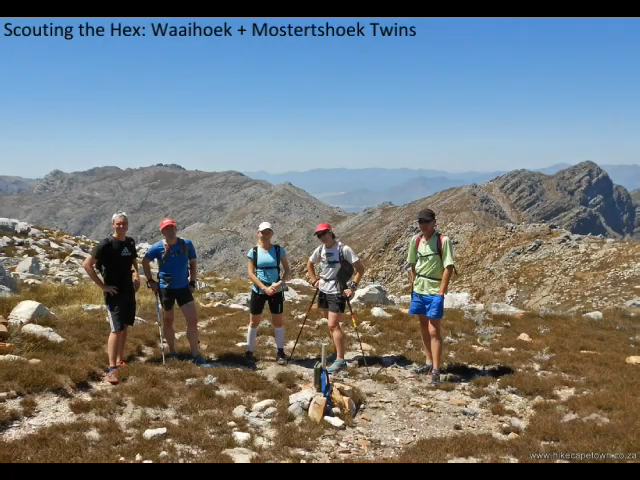 Scouting the Hex: Waaihoek + Mostertshoek Twins
www.hikecapetown.co.za